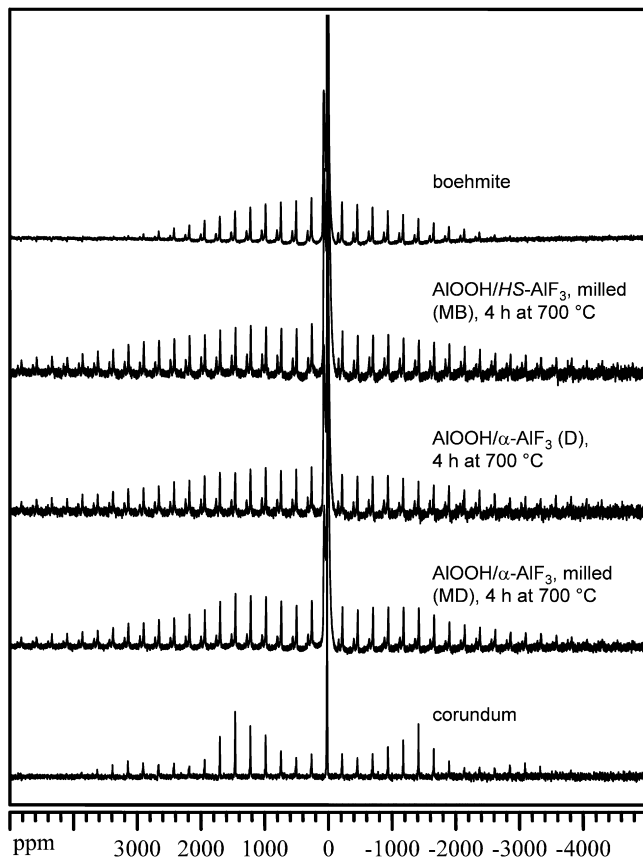 boehmite
AlOOH/HS-AlF₃, milled
(MB), 4 h at 700 °C
AlOOH/α-AlF₃ (D),
4 h at 700 °C
AlOOH/α-AlF₃, milled
(MD), 4 h at 700 °C
corundum
ppm 3000 2000 1000 0 -1000 -2000 -3000 -4000